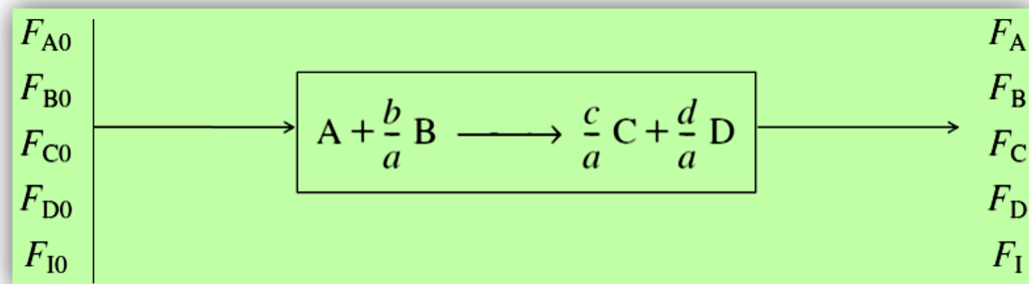 F_A0
F_B0
F_C0
F_D0
F_I0
A + b/a B ⟶ c/a C + d/a D
F_A
F_B
F_C
F_D
F_I